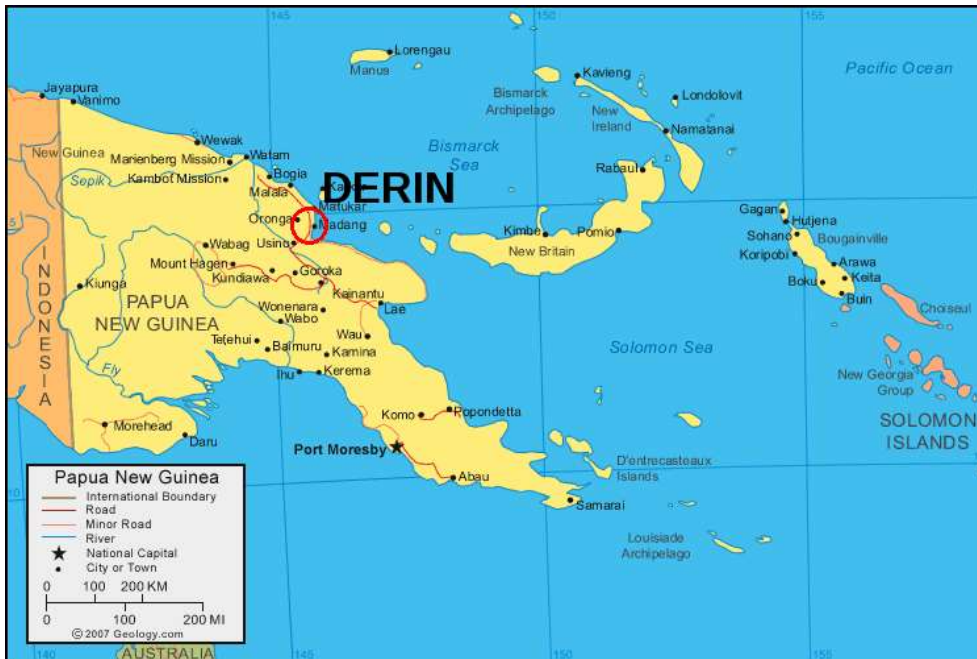 145
150
155
Lorengau
Manus
Kavieng
Pacific Ocean
Jayapura
Vanimo
Bismarck
Archipelago
New
Ireland
Londolovit
Namatanai
Wewak
Bismarck
Sea
New Guinea
Marienberg Mission
Watam
Rabaul
Sepik
Kambot Mission
Bogia
Malala
DERIN
Matukar
Oronga
Madang
Gagan
Hutjena
Kimbe
Pomio
Sohano
Bougainville
Wabag
Usino
New Britain
Koripobi
Mount Hagen
Kundiawa
Goroka
Arawa
Keita
INDONESIA
Kiunga
Kainantu
Boku
Buin
PAPUA
NEW GUINEA
Wonenara
Wabo
Lae
Choiseul
Wau
Baimuru
Kamina
Solomon Sea
Fly
Ihu
Kerema
New Georgia
Group
Komo
Popondetta
SOLOMON
ISLANDS
Morehead
Daru
Port Moresby
D'entrecasteaux
Islands
Abau
Samarai
Louisiade
Archipelago
Papua New Guinea
International Boundary
Road
Minor Road
River
National Capital
City or Town
0 100 200 KM
0 100 200 MI
© 2007 Geology.com
140
AUSTRALIA
145
150
155